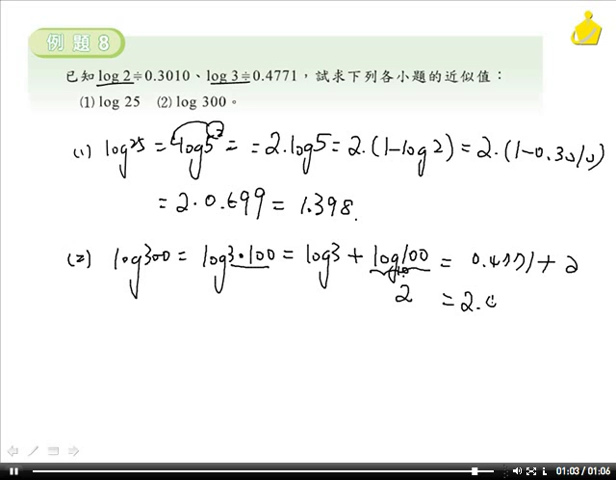 例題 8
已知 log 2≑0.3010、log 3≑0.4771，試求下列各小題的近似值：
(1) log 25 (2) log 300。
(1) log25 = log5² = = 2·log5 = 2·(1-log2) = 2·(1-0.3010)
= 2·0.699 = 1.398.
(2) log300 = log3·100 = log3 + log100 = 0.4771 + 2
2 = 2.
01:03 / 01:06